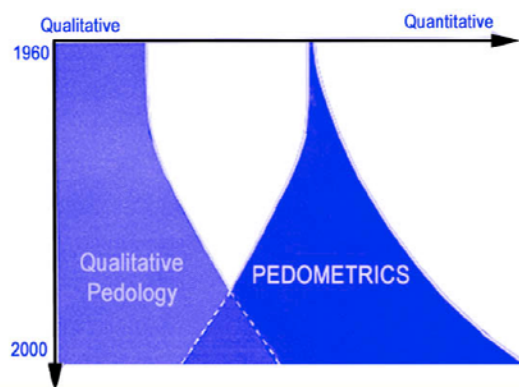 Qualitative
Quantitative
1960
Qualitative
Pedology
PEDOMETRICS
2000